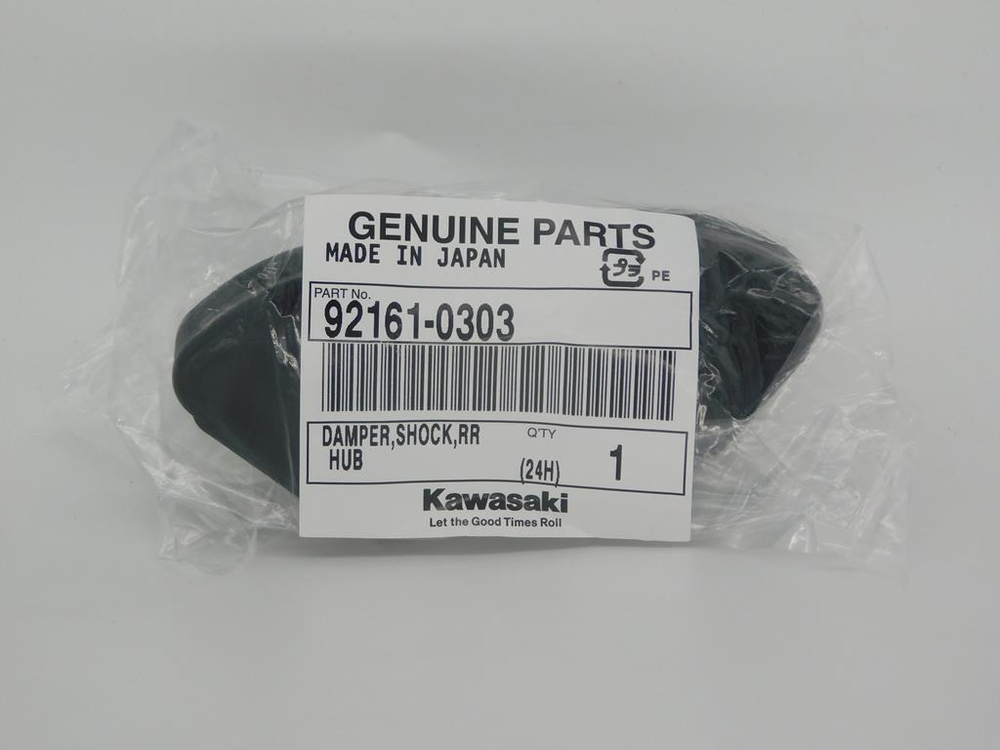 GENUINE PARTS
MADE IN JAPAN
プラ PE
PART No.
92161-0303
DAMPER,SHOCK,RR Q'TY
HUB (24H) 1
Kawasaki
Let the Good Times Roll